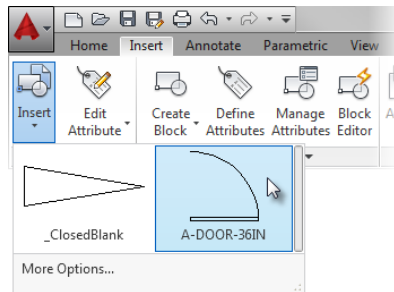 Home Insert Annotate Parametric View
Insert Edit Attribute Create Block Define Attributes Manage Attributes Block Editor
_ClosedBlank A-DOOR-36IN
More Options...